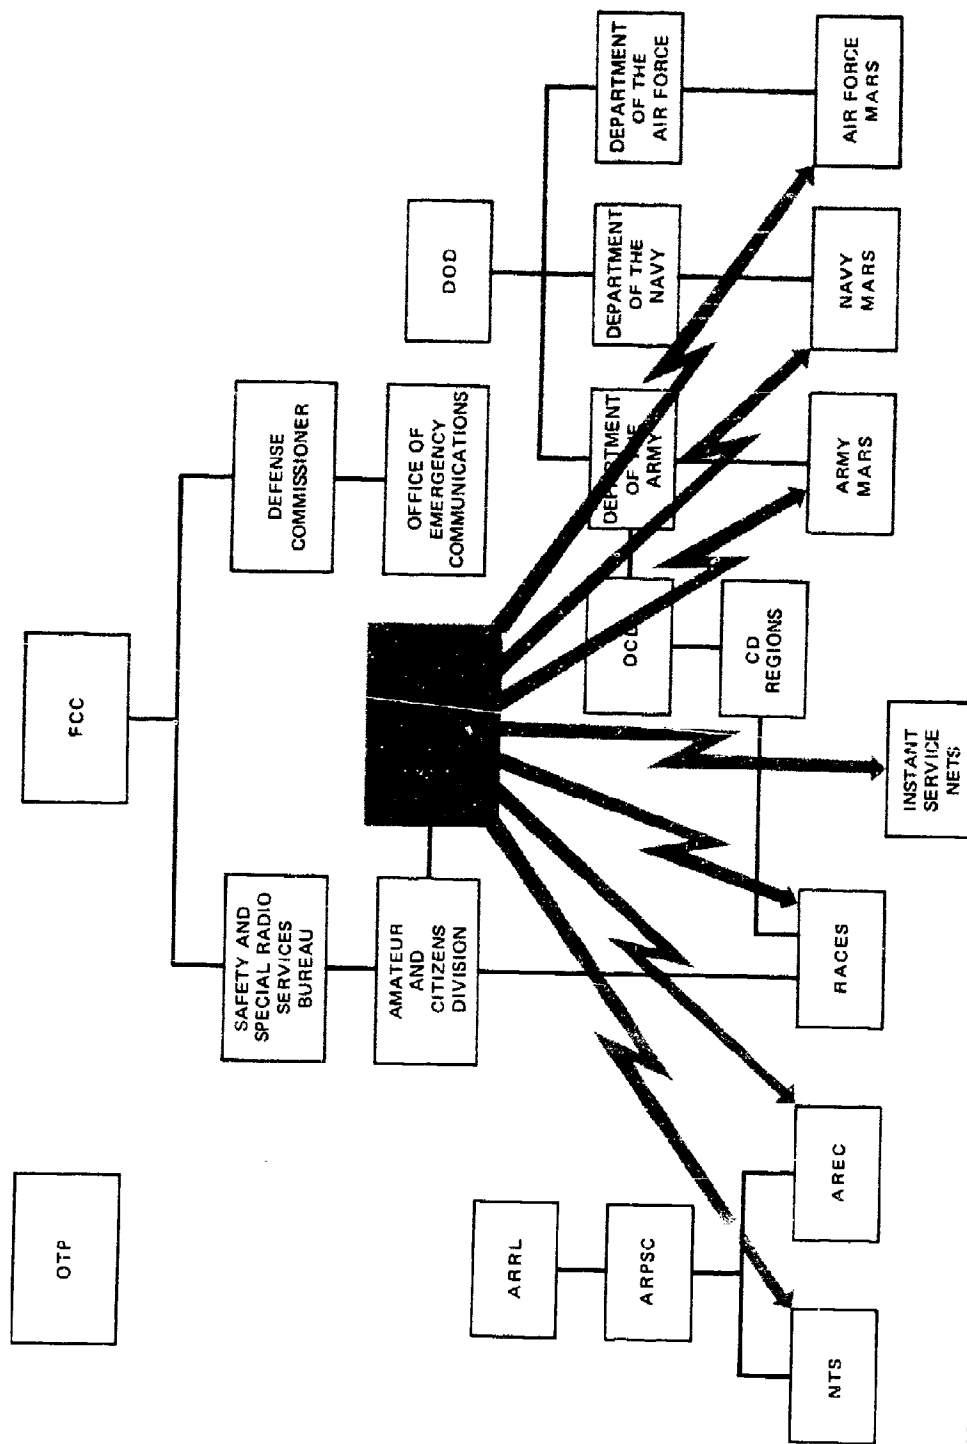 OTP
FCC
SAFETY AND
SPECIAL RADIO
SERVICES
BUREAU
DEFENSE
COMMISSIONER
AMATEUR
AND
CITIZENS
DIVISION
OFFICE OF
EMERGENCY
COMMUNICATIONS
DOD
ARRL
ARPSC
DEPARTMENT
OF THE
ARMY
DEPARTMENT
OF THE
NAVY
DEPARTMENT
OF THE
AIR FORCE
CD
REGIONS
NTS
AREC
RACES
INSTANT
SERVICE
NETS
ARMY
MARS
NAVY
MARS
AIR FORCE
MARS